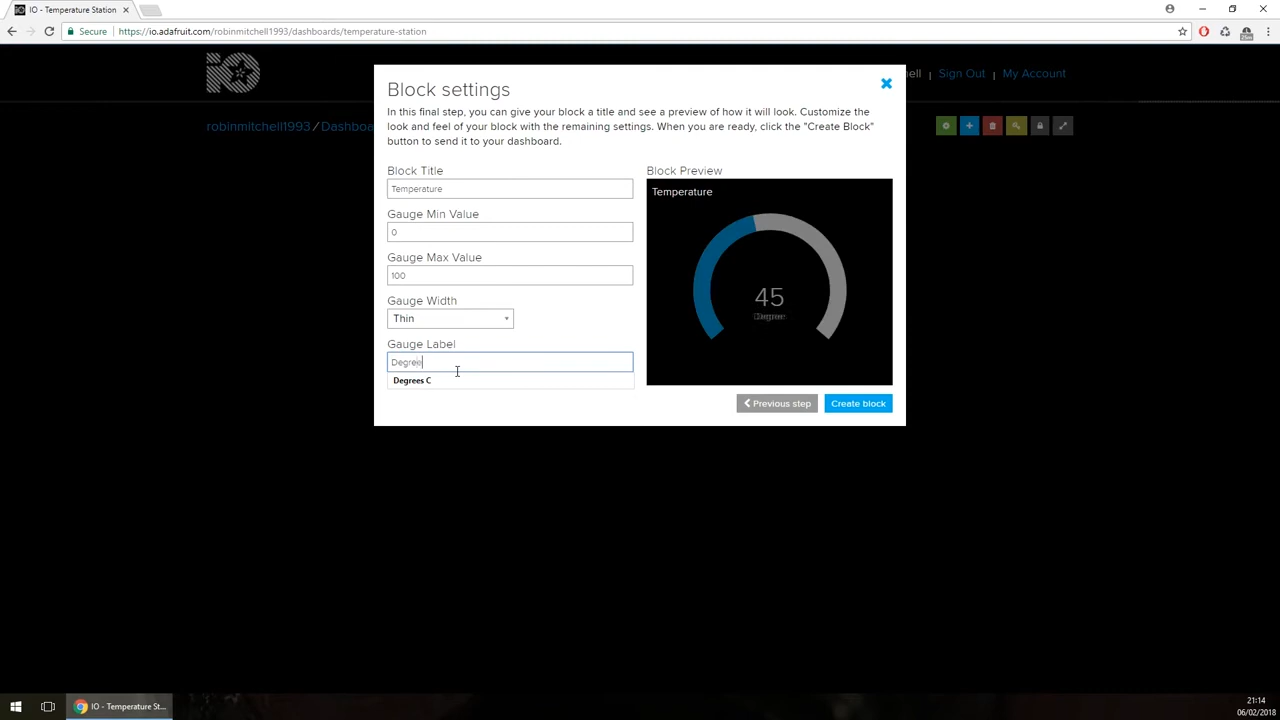 IO - Temperature Station
Secure
https://io.adafruit.com/robinmitchell1993/dashboards/temperature-station
ell | Sign Out | My Account
robinmitchell1993 / Dashboa
Block settings
In this final step, you can give your block a title and see a preview of how it will look. Customize the
look and feel of your block with the remaining settings. When you are ready, click the "Create Block"
button to send it to your dashboard.
Block Title
Temperature
Gauge Min Value
0
Gauge Max Value
100
Gauge Width
Thin
Gauge Label
Degree
Degrees C
Block Preview
Temperature
45
Degree
Previous step
Create block
IO - Temperature St...
21:14
06/02/2018